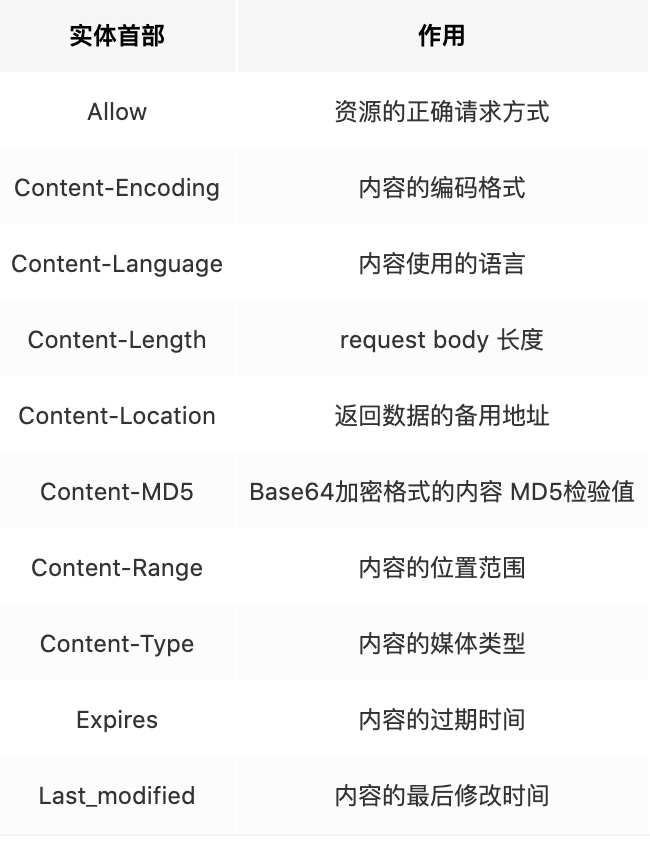 实体首部 作用
Allow 资源的正确请求方式
Content-Encoding 内容的编码格式
Content-Language 内容使用的语言
Content-Length request body 长度
Content-Location 返回数据的备用地址
Content-MD5 Base64加密格式的内容 MD5检验值
Content-Range 内容的位置范围
Content-Type 内容的媒体类型
Expires 内容的过期时间
Last_modified 内容的最后修改时间